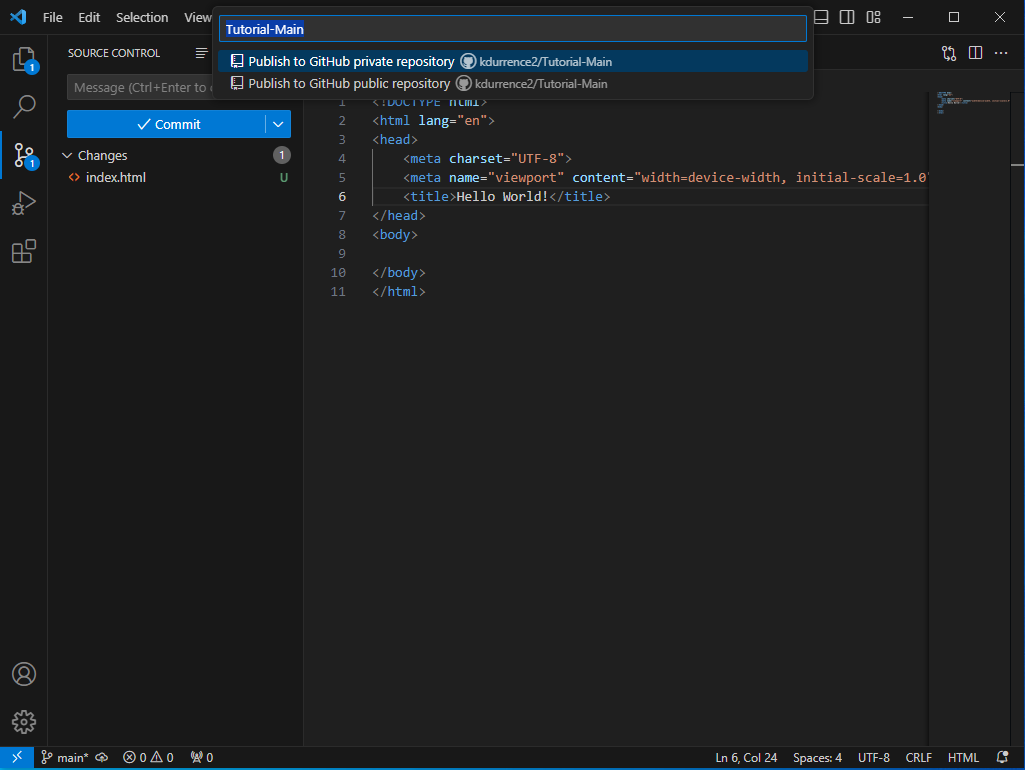 File Edit Selection View
Tutorial-Main
Publish to GitHub private repository kdurrence2/Tutorial-Main
Publish to GitHub public repository kdurrence2/Tutorial-Main
SOURCE CONTROL
Message (Ctrl+Enter to
Commit
Changes 1
index.html U
1
1
1 <!DOCTYPE html>
2 <html lang="en">
3 <head>
4 <meta charset="UTF-8">
5 <meta name="viewport" content="width=device-width, initial-scale=1.0"
6 <title>Hello World!</title>
7 </head>
8 <body>
9
10 </body>
11 </html>
main* 0 0 0 Ln 6, Col 24 Spaces: 4 UTF-8 CRLF HTML